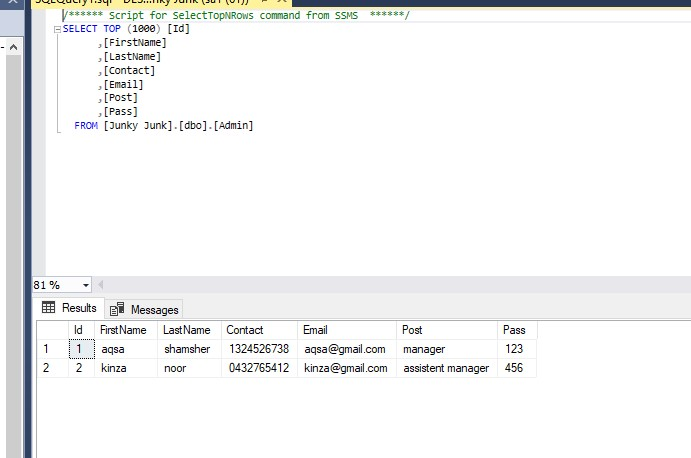 /****** Script for SelectTopNRows command from SSMS ******/
SELECT TOP (1000) [Id]
,[FirstName]
,[LastName]
,[Contact]
,[Email]
,[Post]
,[Pass]
FROM [Junky Junk].[dbo].[Admin]
81 %
Results Messages
Id FirstName LastName Contact Email Post Pass
1 1 aqsa shamsher 1324526738 aqsa@gmail.com manager 123
2 2 kinza noor 0432765412 kinza@gmail.com assistent manager 456